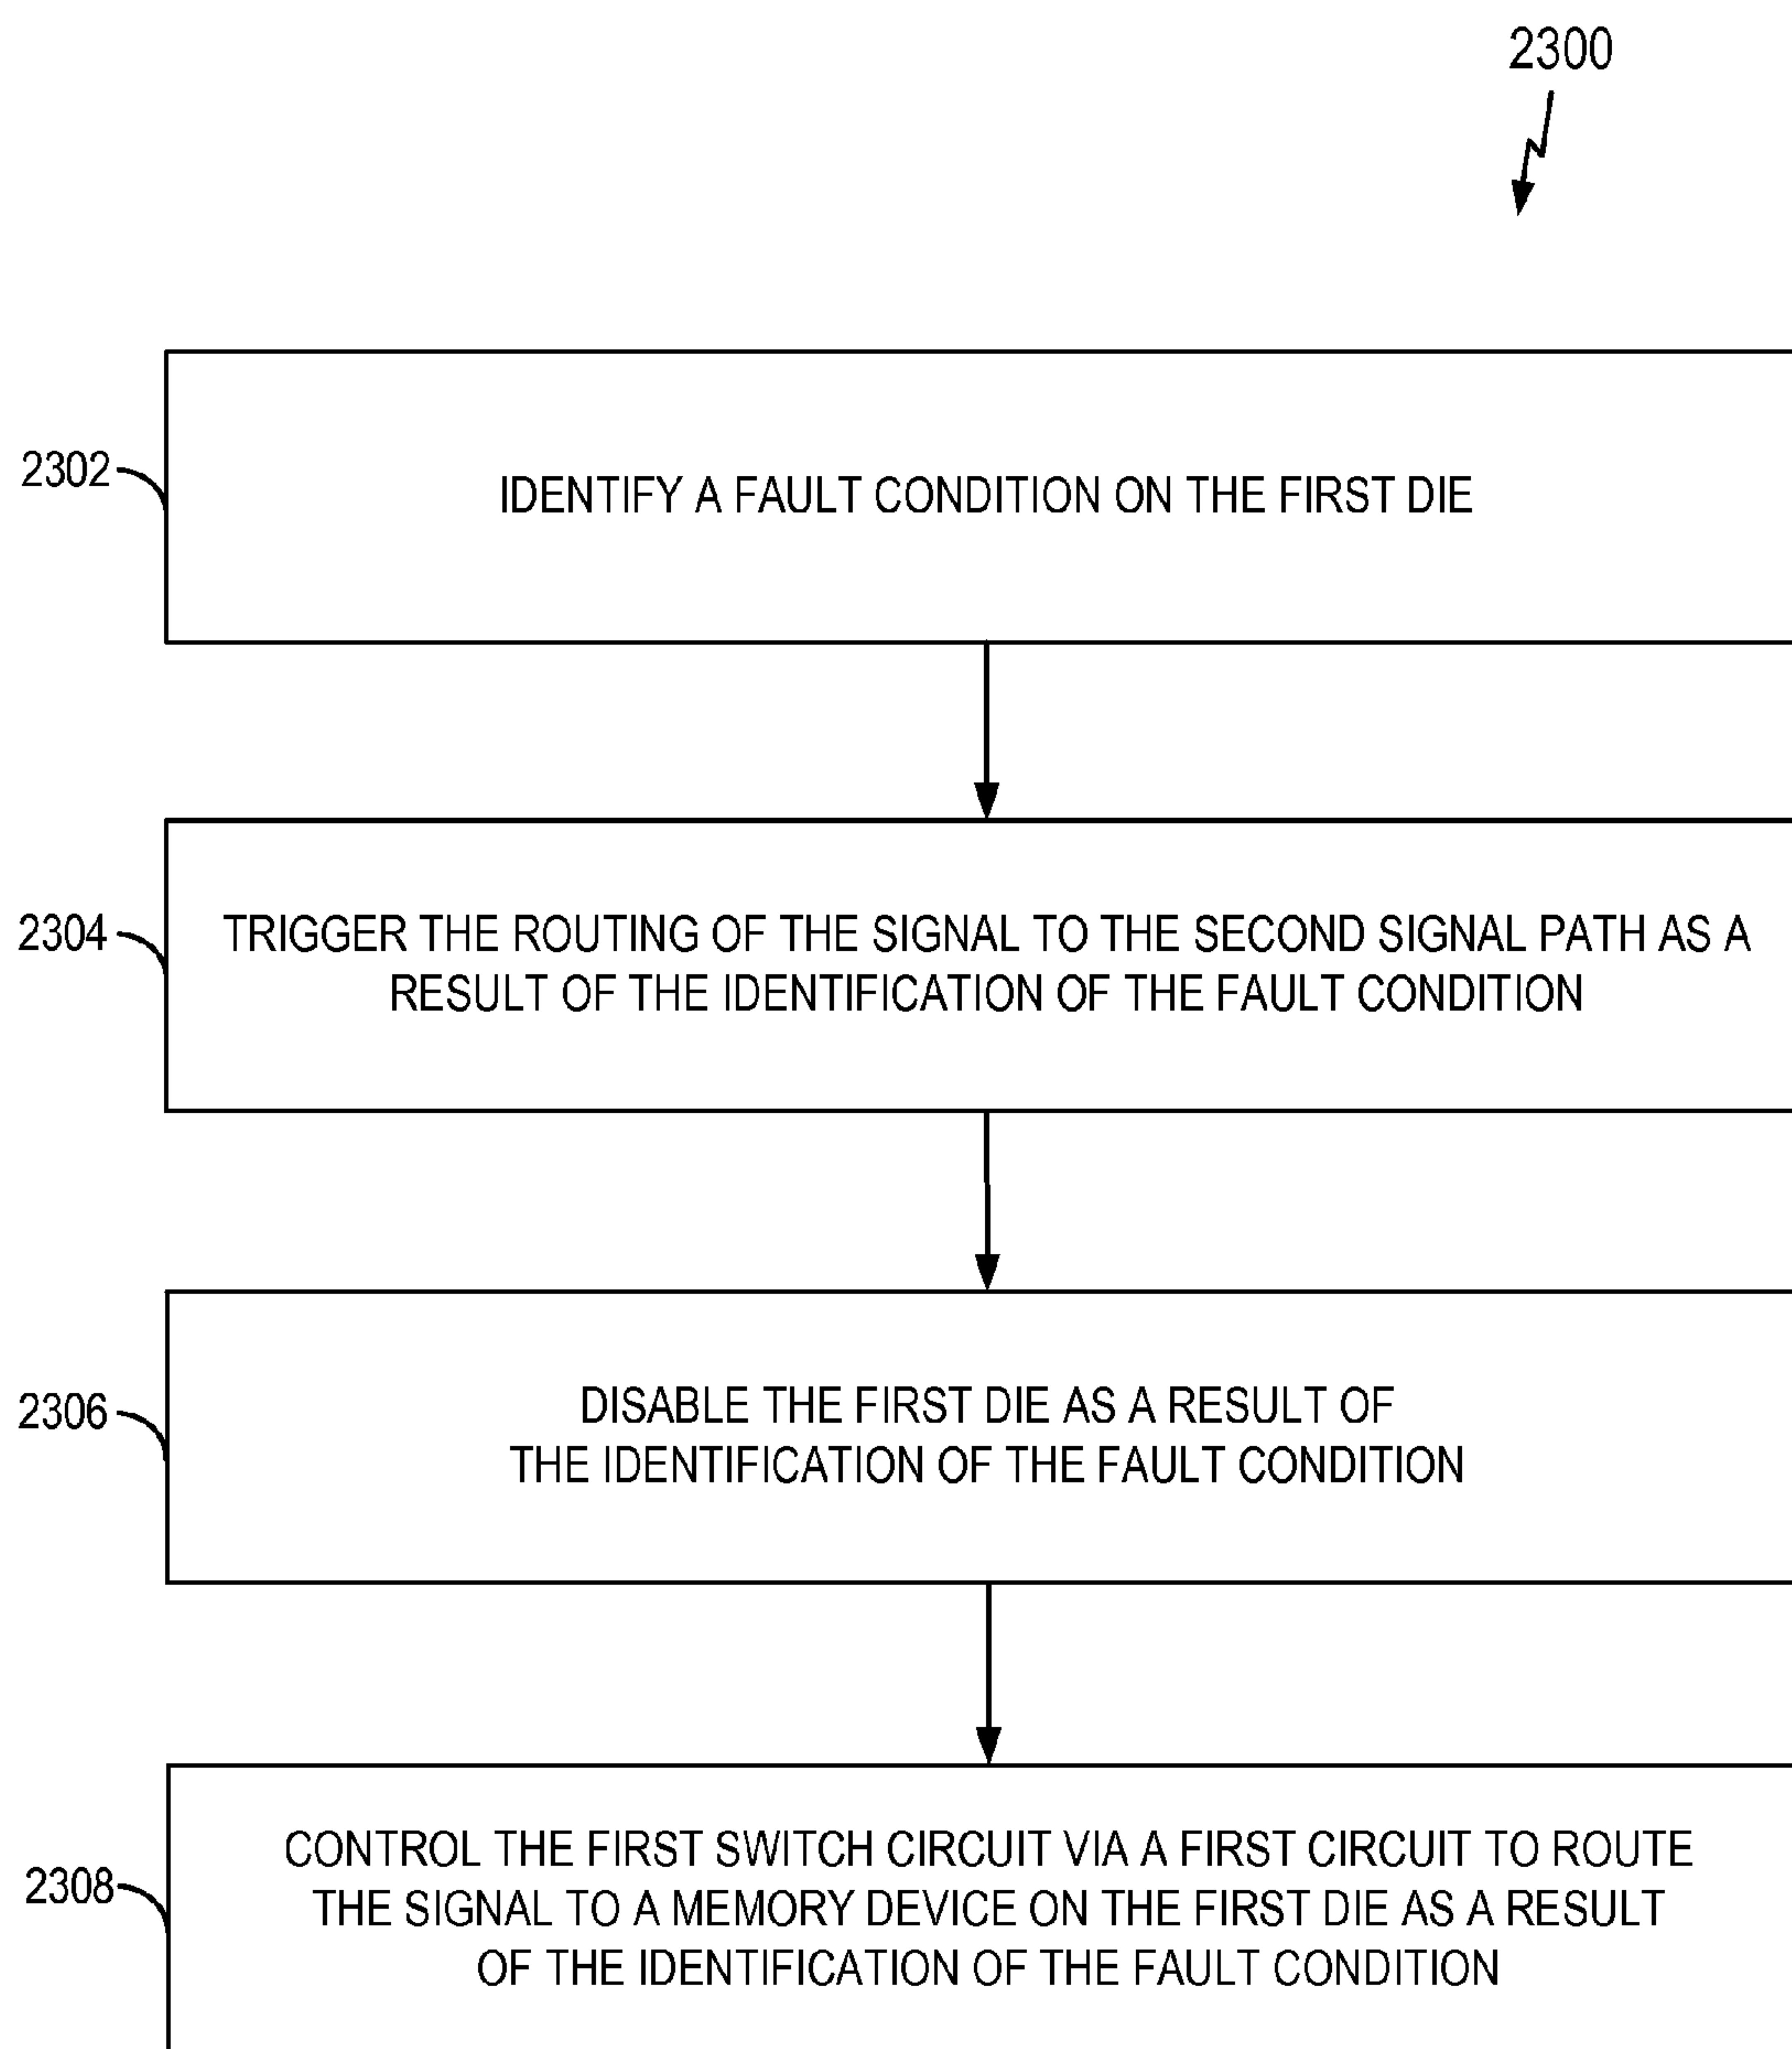 2300
2302
IDENTIFY A FAULT CONDITION ON THE FIRST DIE
2304
TRIGGER THE ROUTING OF THE SIGNAL TO THE SECOND SIGNAL PATH AS A
RESULT OF THE IDENTIFICATION OF THE FAULT CONDITION
2306
DISABLE THE FIRST DIE AS A RESULT OF
THE IDENTIFICATION OF THE FAULT CONDITION
2308
CONTROL THE FIRST SWITCH CIRCUIT VIA A FIRST CIRCUIT TO ROUTE
THE SIGNAL TO A MEMORY DEVICE ON THE FIRST DIE AS A RESULT
OF THE IDENTIFICATION OF THE FAULT CONDITION